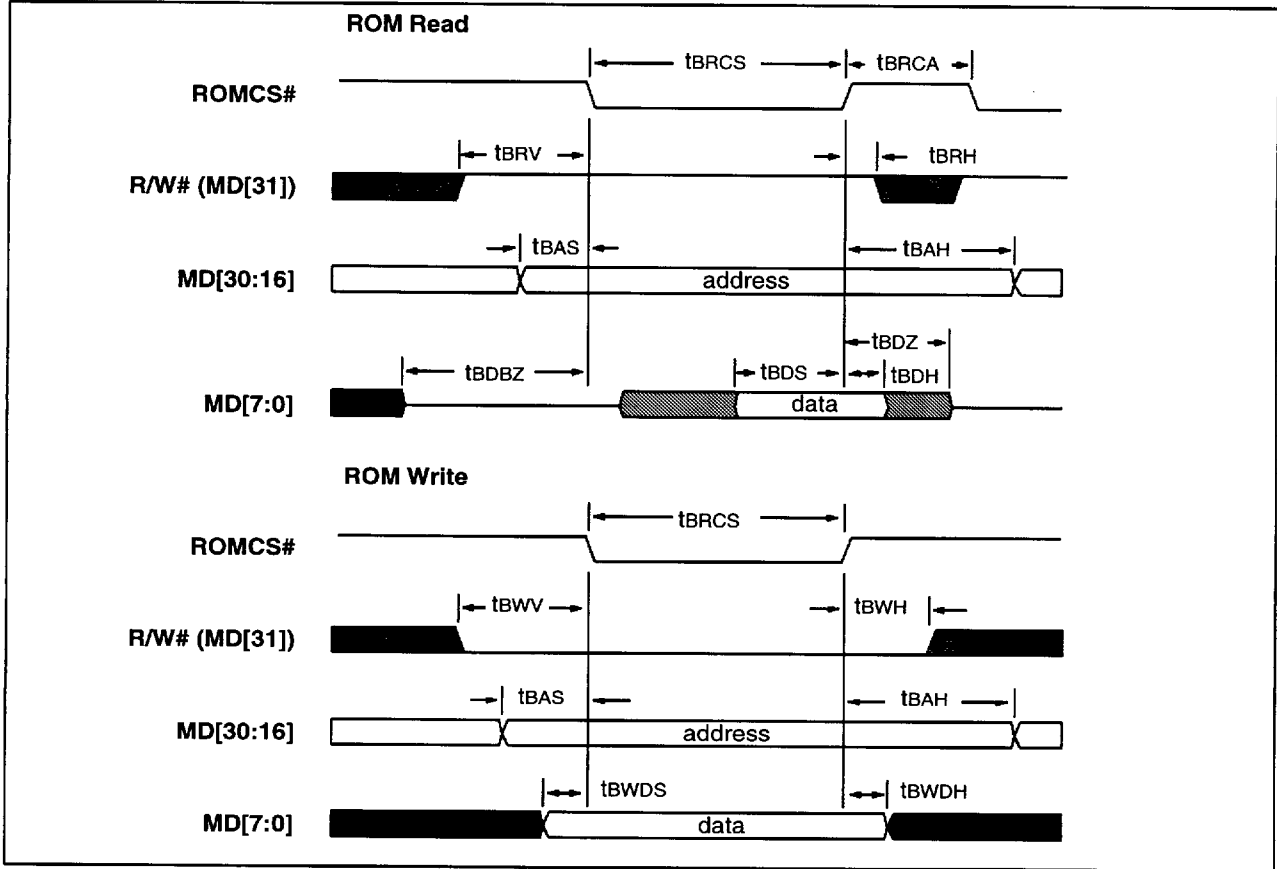 ROM Read
tBRCS tBRCA
ROMCS#
tBRV tBRH
R/W# (MD[31])
tBAS tBAH
MD[30:16] address
tBDZ
tBDBZ tBDS tBDH
MD[7:0] data
ROM Write
tBRCS
ROMCS#
tBWV tBWH
R/W# (MD[31])
tBAS tBAH
MD[30:16] address
tBWDS tBWDH
MD[7:0] data